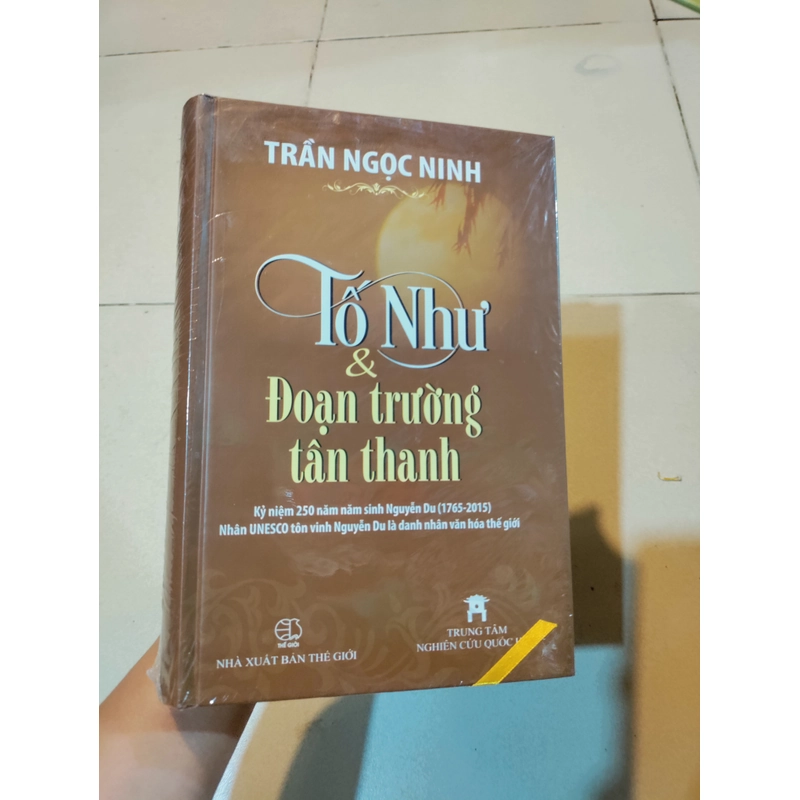 TRẦN NGỌC NINH
Tố Như
&
Đoạn trường
tân thanh
Kỷ niệm 250 năm năm sinh Nguyễn Du (1765-2015)
Nhân UNESCO tôn vinh Nguyễn Du là danh nhân văn hóa thế giới
THẾ GIỚI
NHÀ XUẤT BẢN THẾ GIỚI
TRUNG TÂM
NGHIÊN CỨU QUỐC